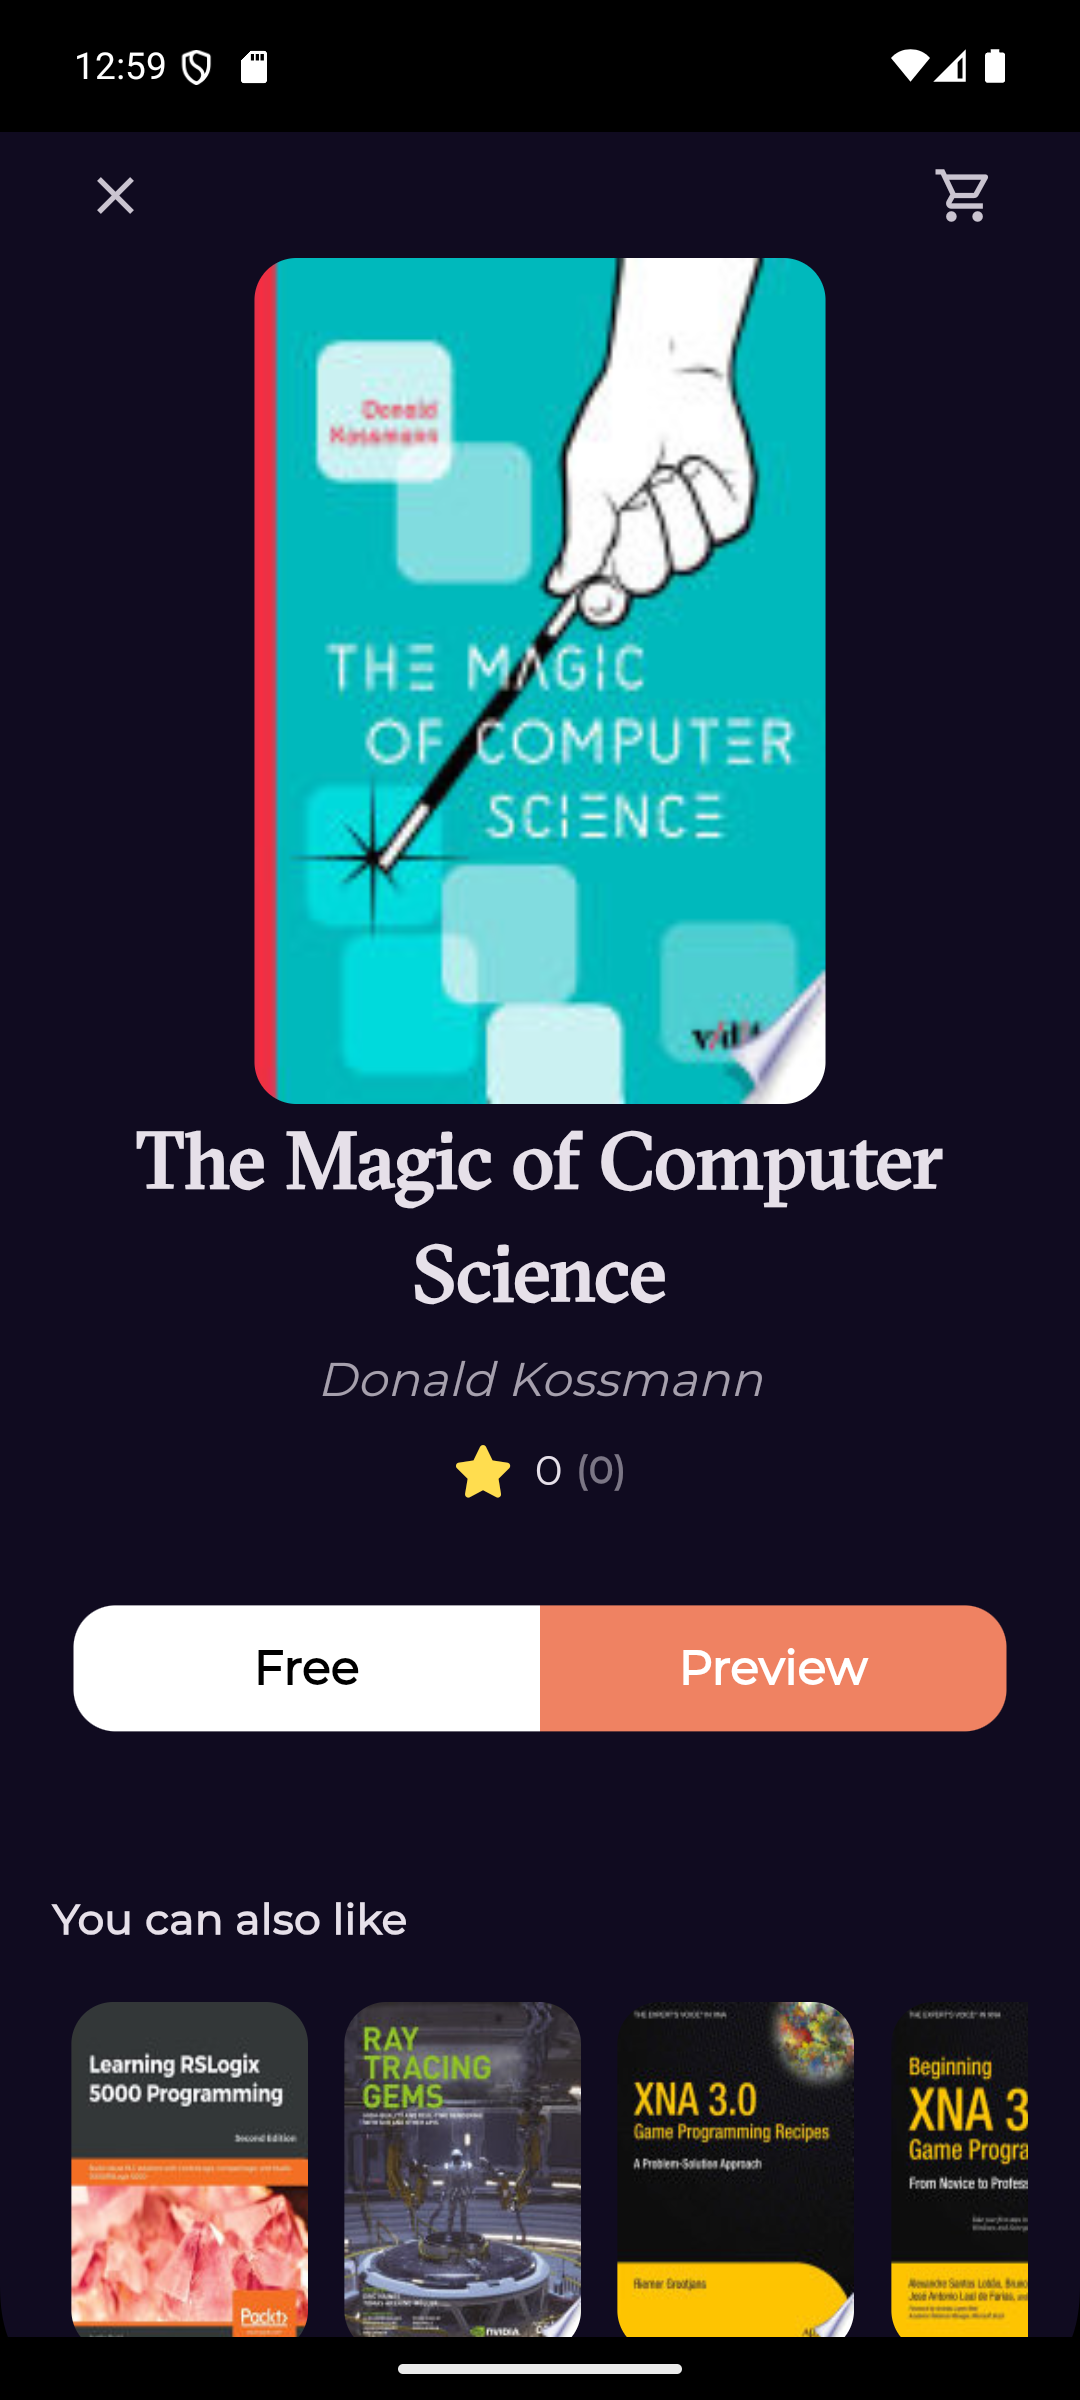 12:59
Donald
Kossmann
THE MAGIC
OF COMPUTER
SCIENCE
The Magic of Computer
Science
Donald Kossmann
0 (0)
Free
Preview
You can also like
Learning RSLogix
5000 Programming
Second Edition
Packt>
RAY
TRACING
GEMS
NVIDIA
THE EXPERT'S VOICE® IN XNA
XNA 3.0
Game Programming Recipes
A Problem-Solution Approach
Riemer Grootjans
THE EXPERT'S VOICE® IN XNA
Beginning
XNA 3
Game Progra
From Novice to Profess